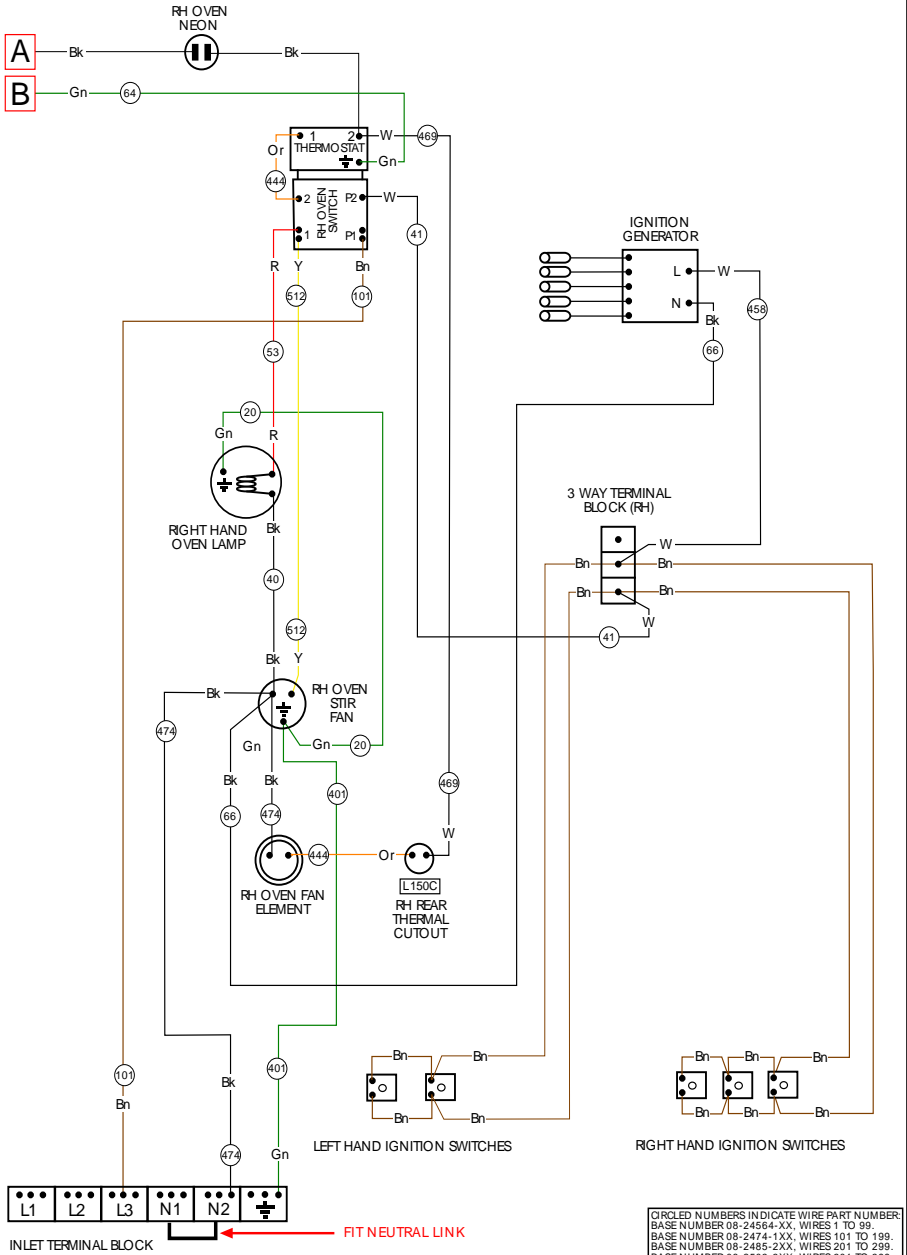 RH OVEN
NEON
A
Bk
Bk
B
Gn
64
1
2
W
469
THERMOSTAT
Or
Gn
444
2
P2
W
RH OVEN
SWITCH
1
P1
41
R
Y
Bn
512
101
53
IGNITION
GENERATOR
L
W
N
458
Bk
66
20
Gn
R
RIGHT HAND
OVEN LAMP
Bk
40
3 WAY TERMINAL
BLOCK (RH)
W
Bn
Bn
Bn
Bn
W
41
512
Bk
Y
Bk
RH OVEN
STIR
FAN
474
Gn
Gn
20
Bk
Bk
401
469
66
474
W
444
Or
L150C
RH OVEN FAN
ELEMENT
RH REAR
THERMAL
CUTOUT
101
Bn
Bk
401
474
Gn
Bn
Bn
Bn
Bn
LEFT HAND IGNITION SWITCHES
Bn
Bn
Bn
Bn
Bn
Bn
RIGHT HAND IGNITION SWITCHES
L1
L2
L3
N1
N2
INLET TERMINAL BLOCK
FIT NEUTRAL LINK
CIRCLED NUMBERS INDICATE WIRE PART NUMBER:
BASE NUMBER 08-24564-XX, WIRES 1 TO 99.
BASE NUMBER 08-2474-1XX, WIRES 101 TO 199.
BASE NUMBER 08-2485-2XX, WIRES 201 TO 299.